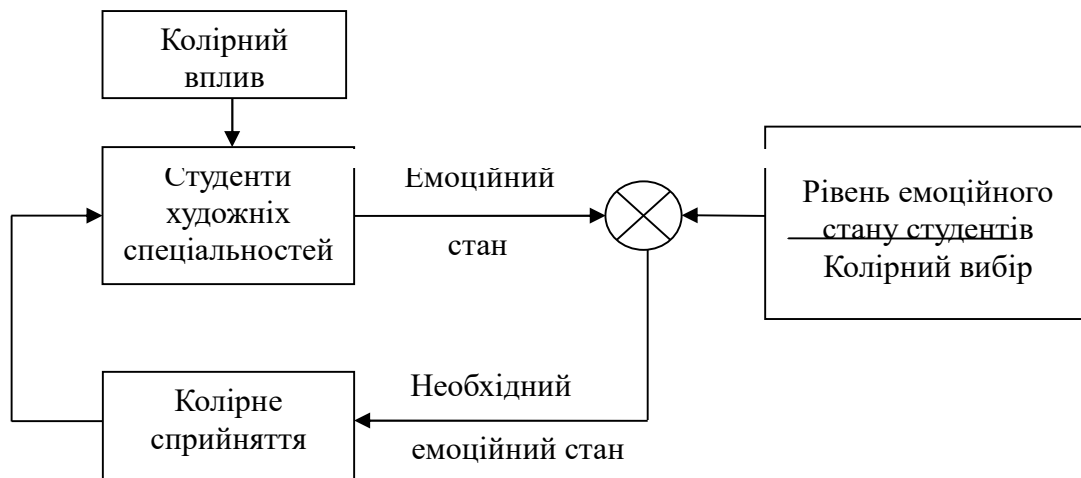 Колірний
вплив
Студенти
художніх
спеціальностей
Емоційний
стан
Рівень емоційного
стану студентів
Колірний вибір
Колірне
сприйняття
Необхідний
емоційний стан